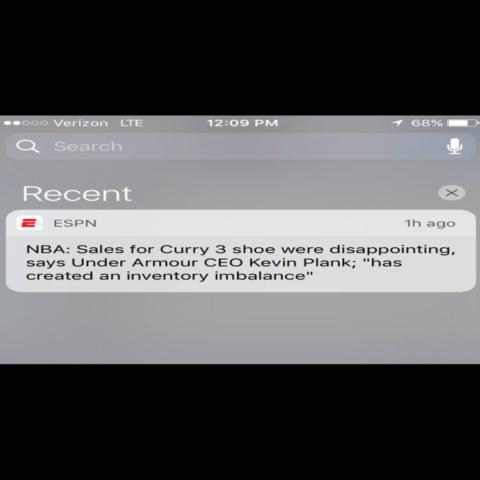 Verizon LTE 12:09 PM 68%
Search
Recent
ESPN 1h ago
NBA: Sales for Curry 3 shoe were disappointing,
says Under Armour CEO Kevin Plank; "has
created an inventory imbalance"